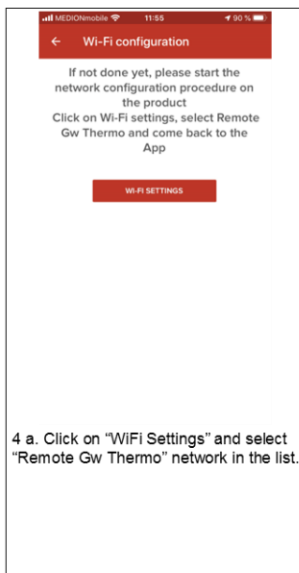 MEDIONmobile 11:55 90 %
← Wi-Fi configuration
If not done yet, please start the
network configuration procedure on
the product
Click on Wi-Fi settings, select Remote
Gw Thermo and come back to the
App
WI-FI SETTINGS
4 a. Click on “WiFi Settings” and select
“Remote Gw Thermo” network in the list.